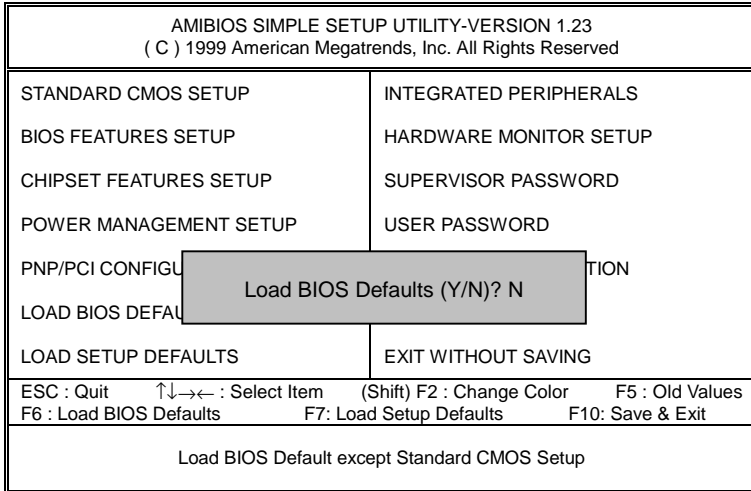 AMIBIOS SIMPLE SETUP UTILITY-VERSION 1.23
( C ) 1999 American Megatrends, Inc. All Rights Reserved
STANDARD CMOS SETUP
BIOS FEATURES SETUP
CHIPSET FEATURES SETUP
POWER MANAGEMENT SETUP
PNP/PCI CONFIGU
LOAD BIOS DEFAU
LOAD SETUP DEFAULTS
INTEGRATED PERIPHERALS
HARDWARE MONITOR SETUP
SUPERVISOR PASSWORD
USER PASSWORD
TION
EXIT WITHOUT SAVING
Load BIOS Defaults (Y/N)? N
ESC : Quit ↑↓→← : Select Item (Shift) F2 : Change Color F5 : Old Values
F6 : Load BIOS Defaults F7: Load Setup Defaults F10: Save & Exit
Load BIOS Default except Standard CMOS Setup